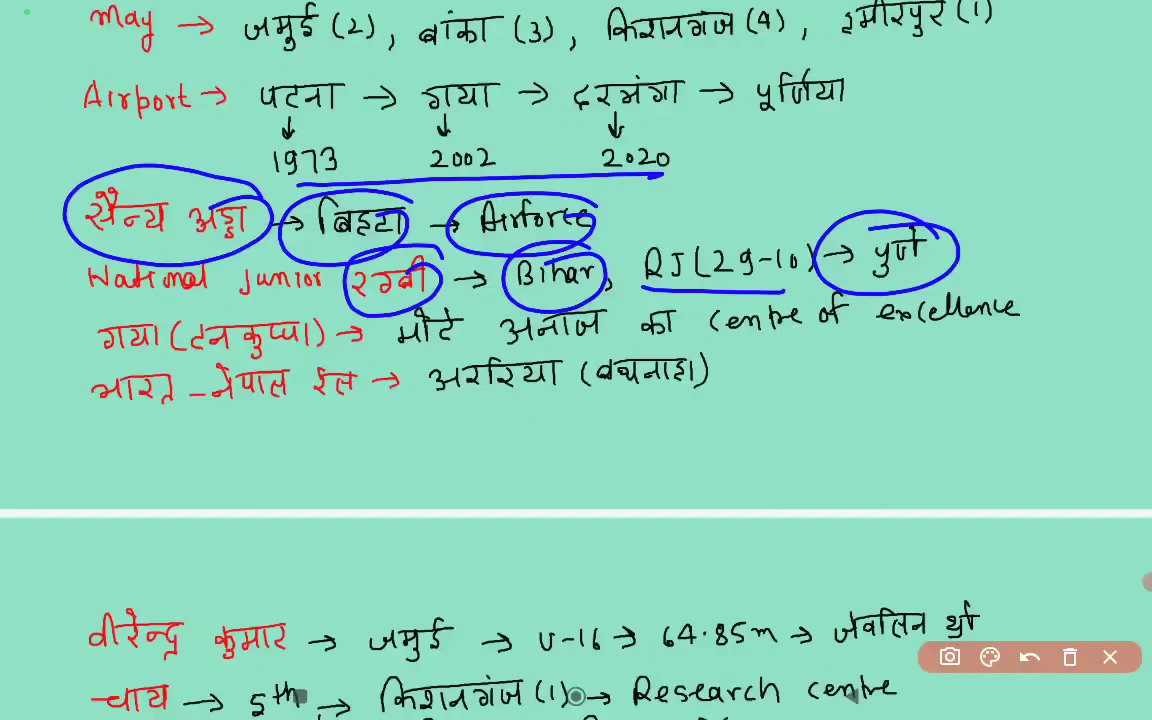 May → जमुई (2), बांका (3), किशनगंज (4), हमीरपुर (1)
Airport → पटना → गया → दरभंगा → पूर्णिया
1973 2002 2020
सैन्य अड्डा → बिहटा → Airforce
National Junior रग्बी → Bihar, RJ (29-10) → पुणे
गया (टनकुप्पा) → मोटे अनाज का centre of excellence
भारत - नेपाल रेल → अररिया (बथनाहा)
वीरेन्द्र कुमार → जमुई → U-16 → 64.85m → जेवलिन थ्रो
चाय → 5th → किशनगंज (1) → Research centre